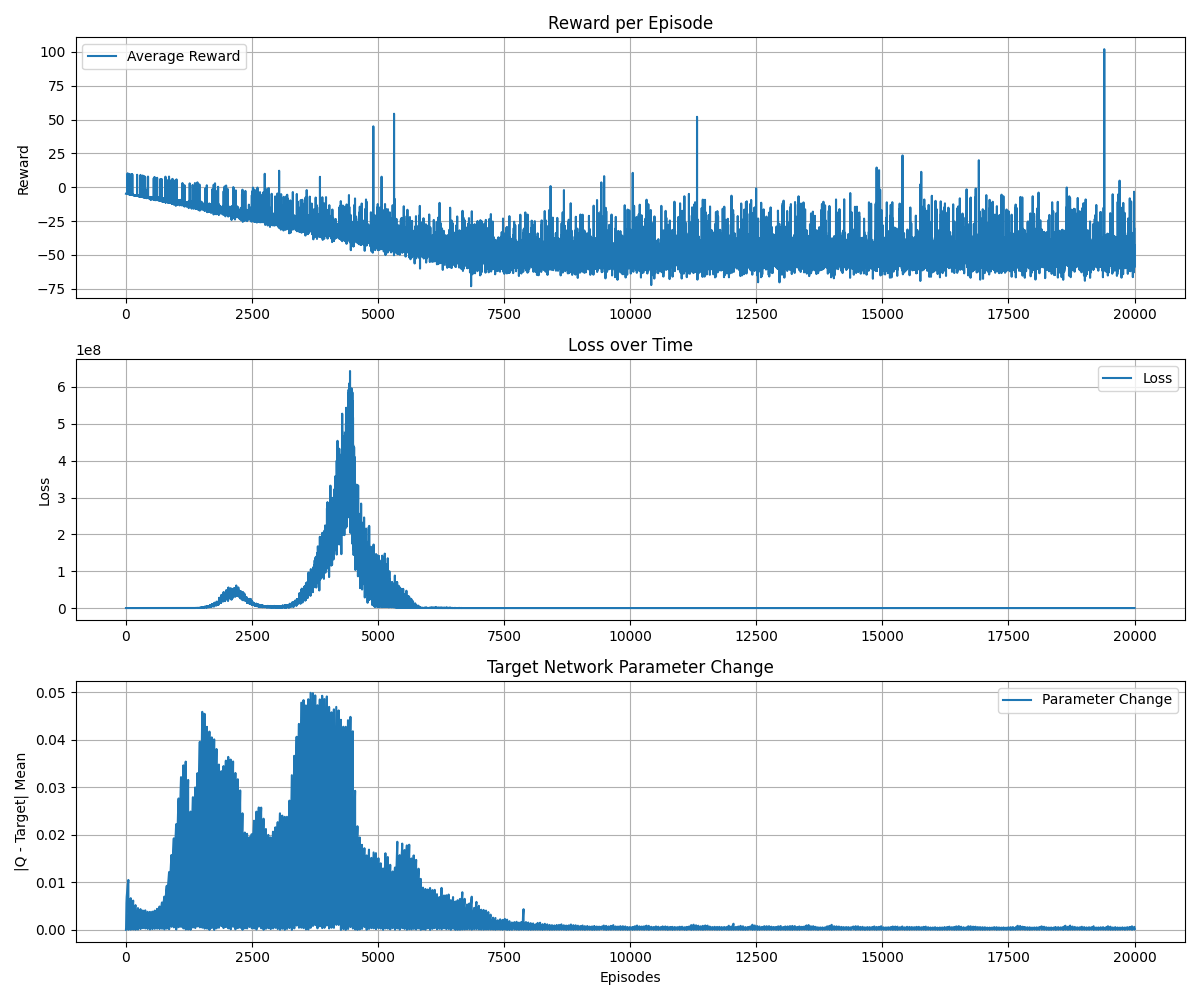 Reward per Episode
Average Reward
Reward
100
75
50
25
0
−25
−50
−75
0 2500 5000 7500 10000 12500 15000 17500 20000
Loss over Time
1e8
Loss
Loss
6
5
4
3
2
1
0
0 2500 5000 7500 10000 12500 15000 17500 20000
Target Network Parameter Change
Parameter Change
|Q - Target| Mean
0.05
0.04
0.03
0.02
0.01
0.00
0 2500 5000 7500 10000 12500 15000 17500 20000
Episodes